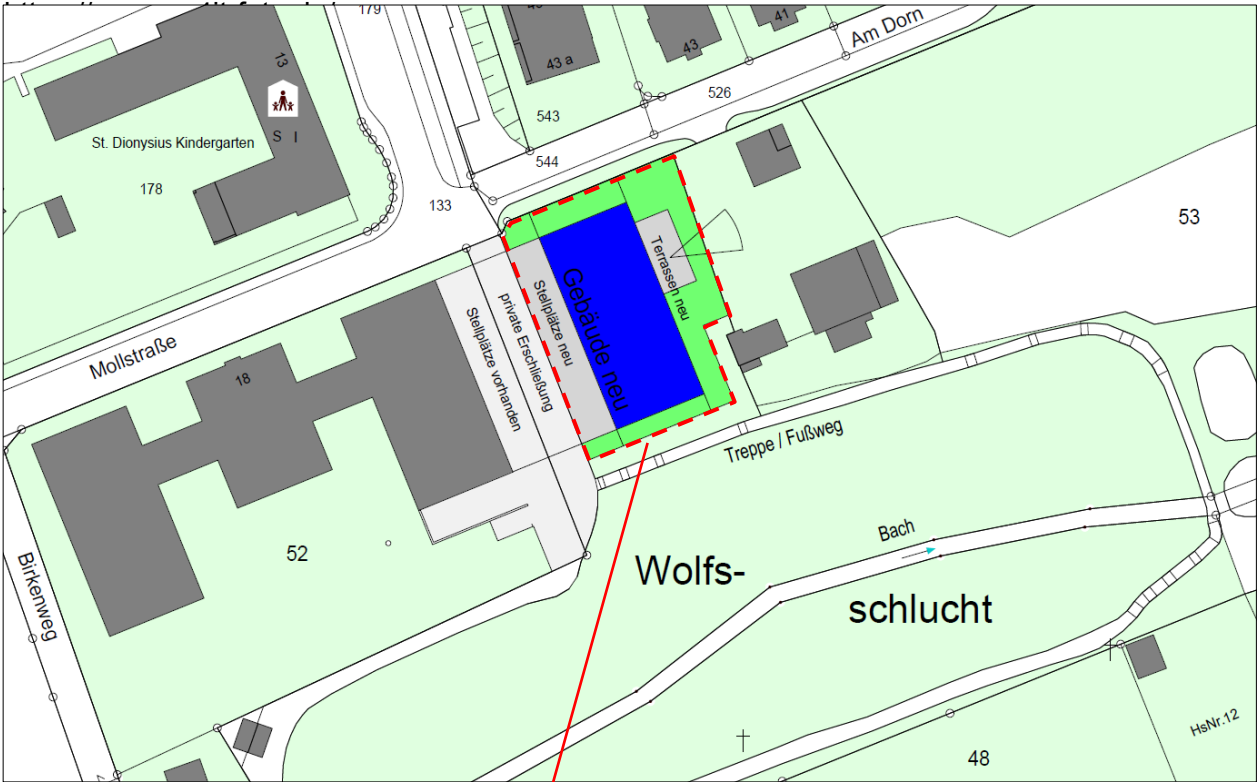 179
41
Am Dorn
43
43 a
13
526
543
St. Dionysius Kindergarten
S I
544
178
133
53
Terrassen neu
Gebäude neu
Stellplätze neu
private Erschließung
Stellplätze vorhanden
Mollstraße
18
Treppe / Fußweg
Bach
52
Wolfs-
schlucht
Birkenweg
HsNr.12
48